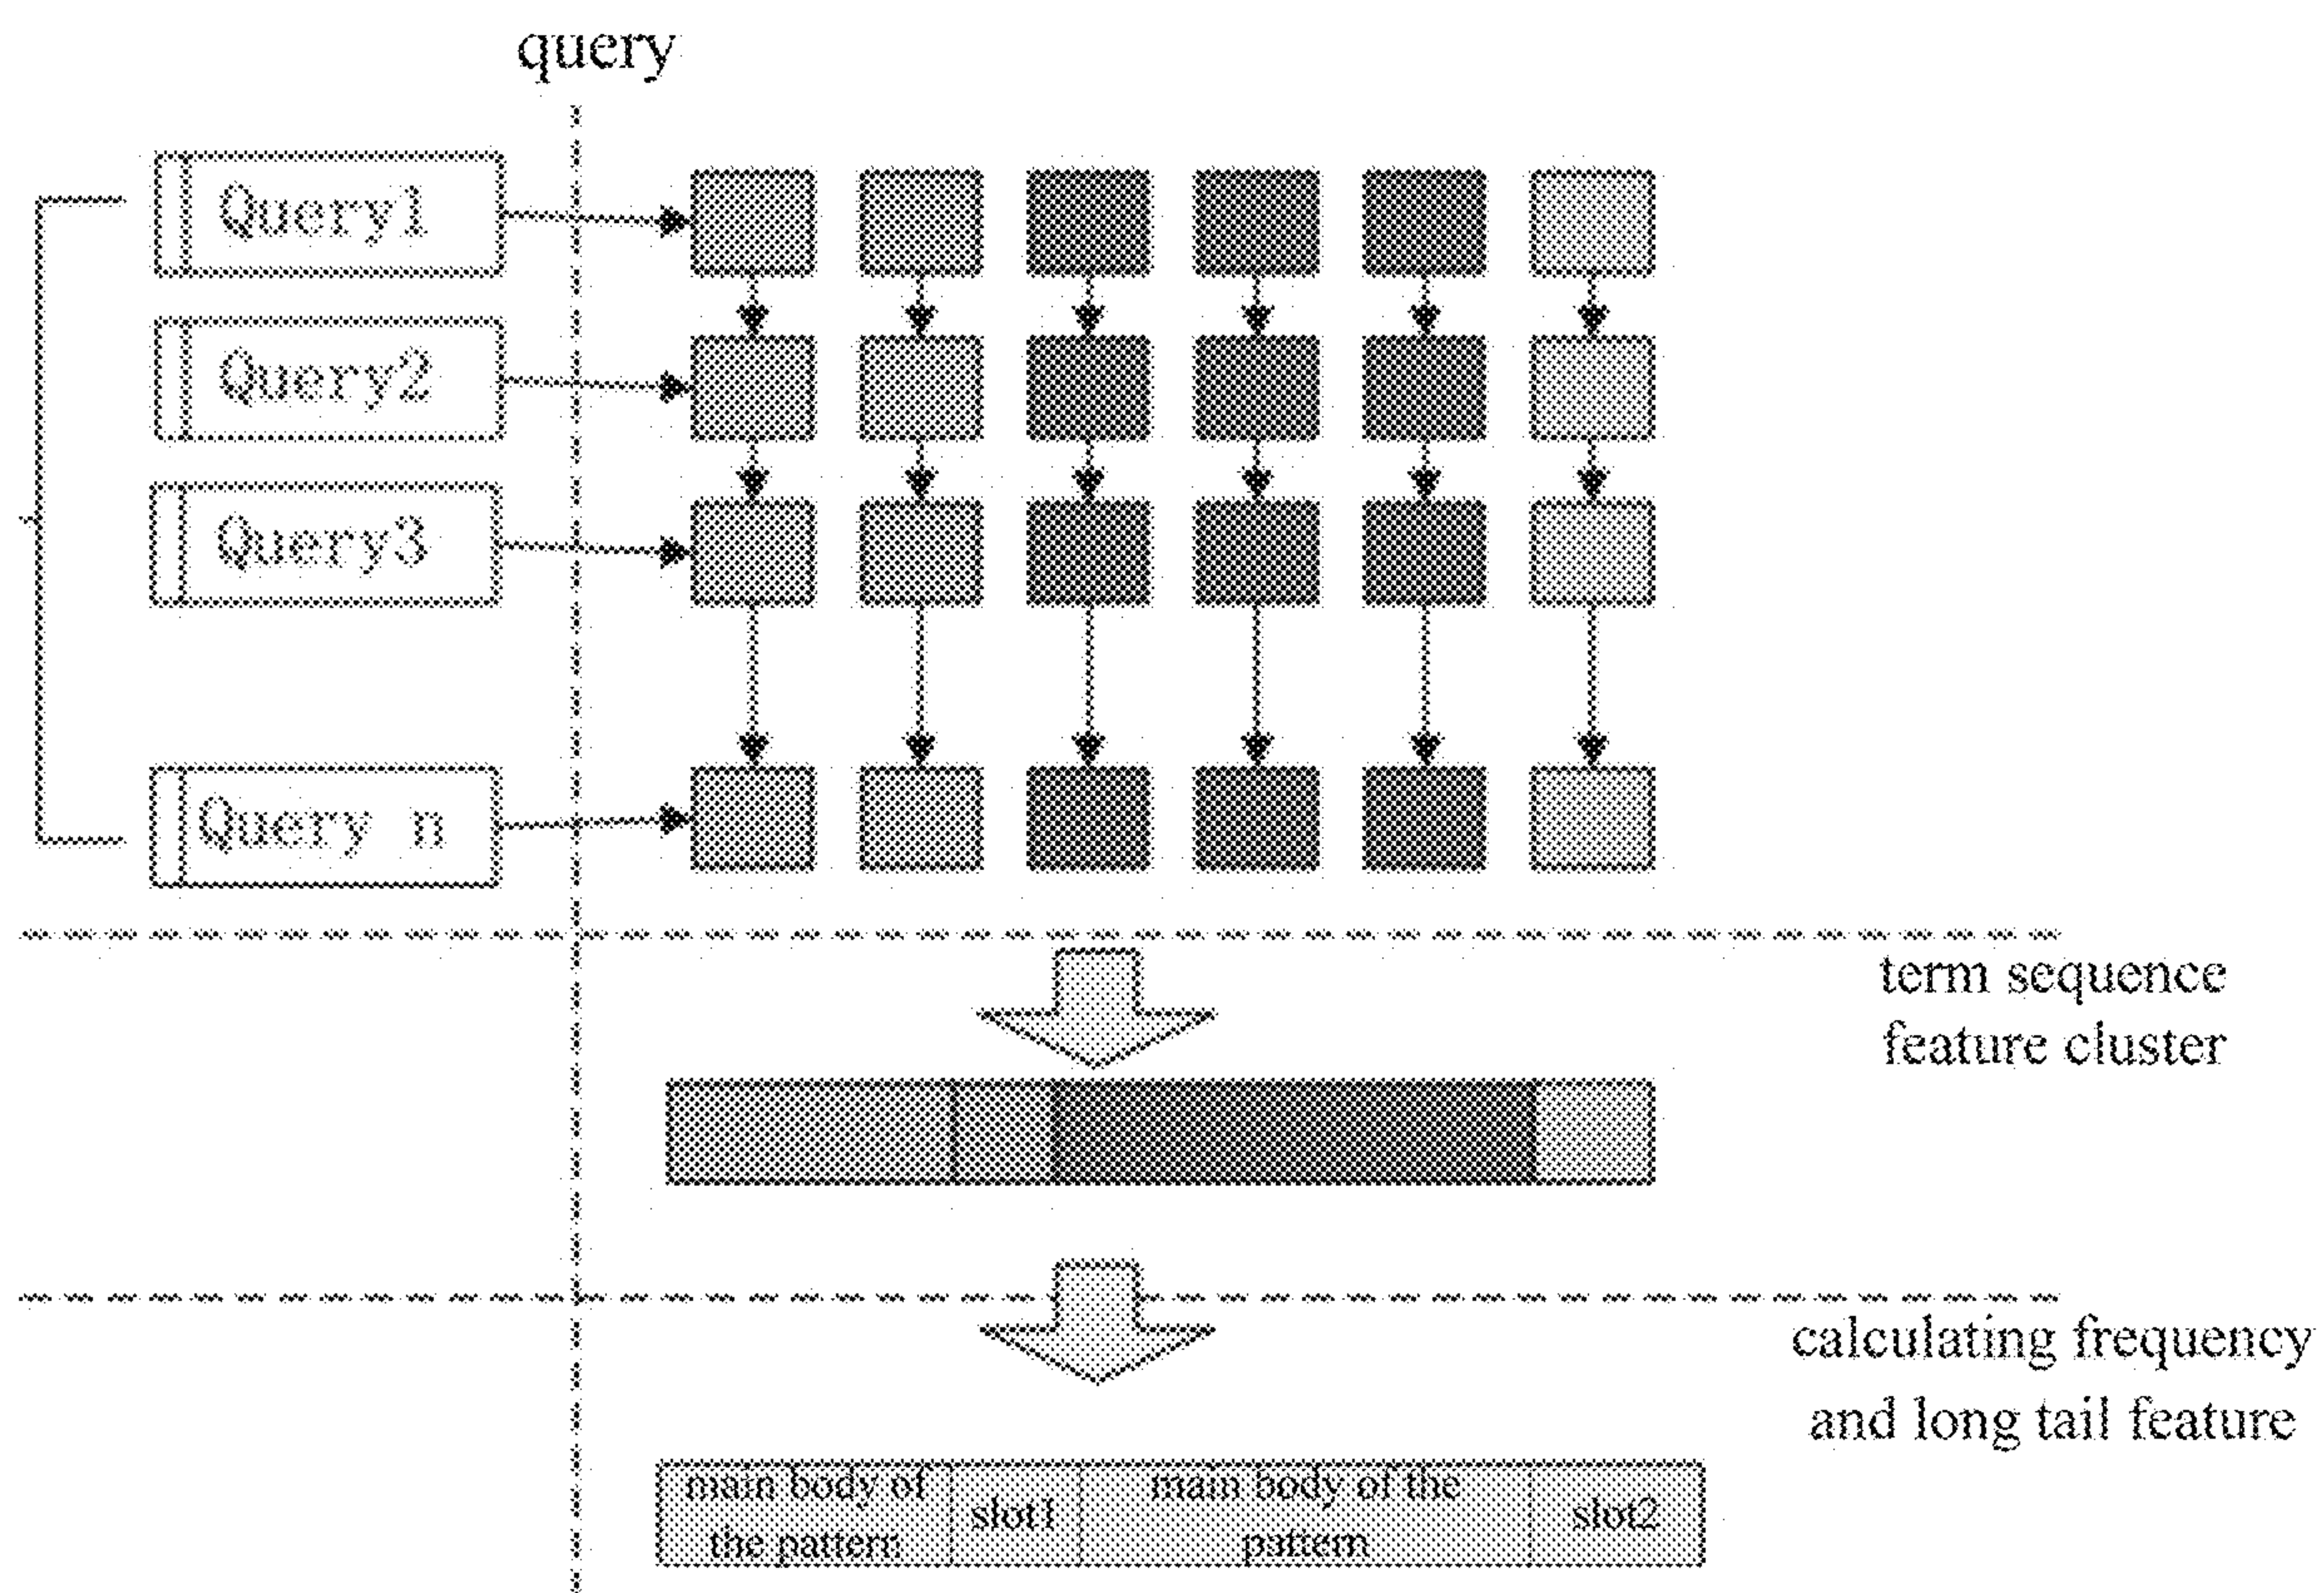 query
Query1
Query2
Query3
Query n
term sequence
feature cluster
calculating frequency
and long tail feature
main body of
the pattern
slot1
main body of the
pattern
slot2